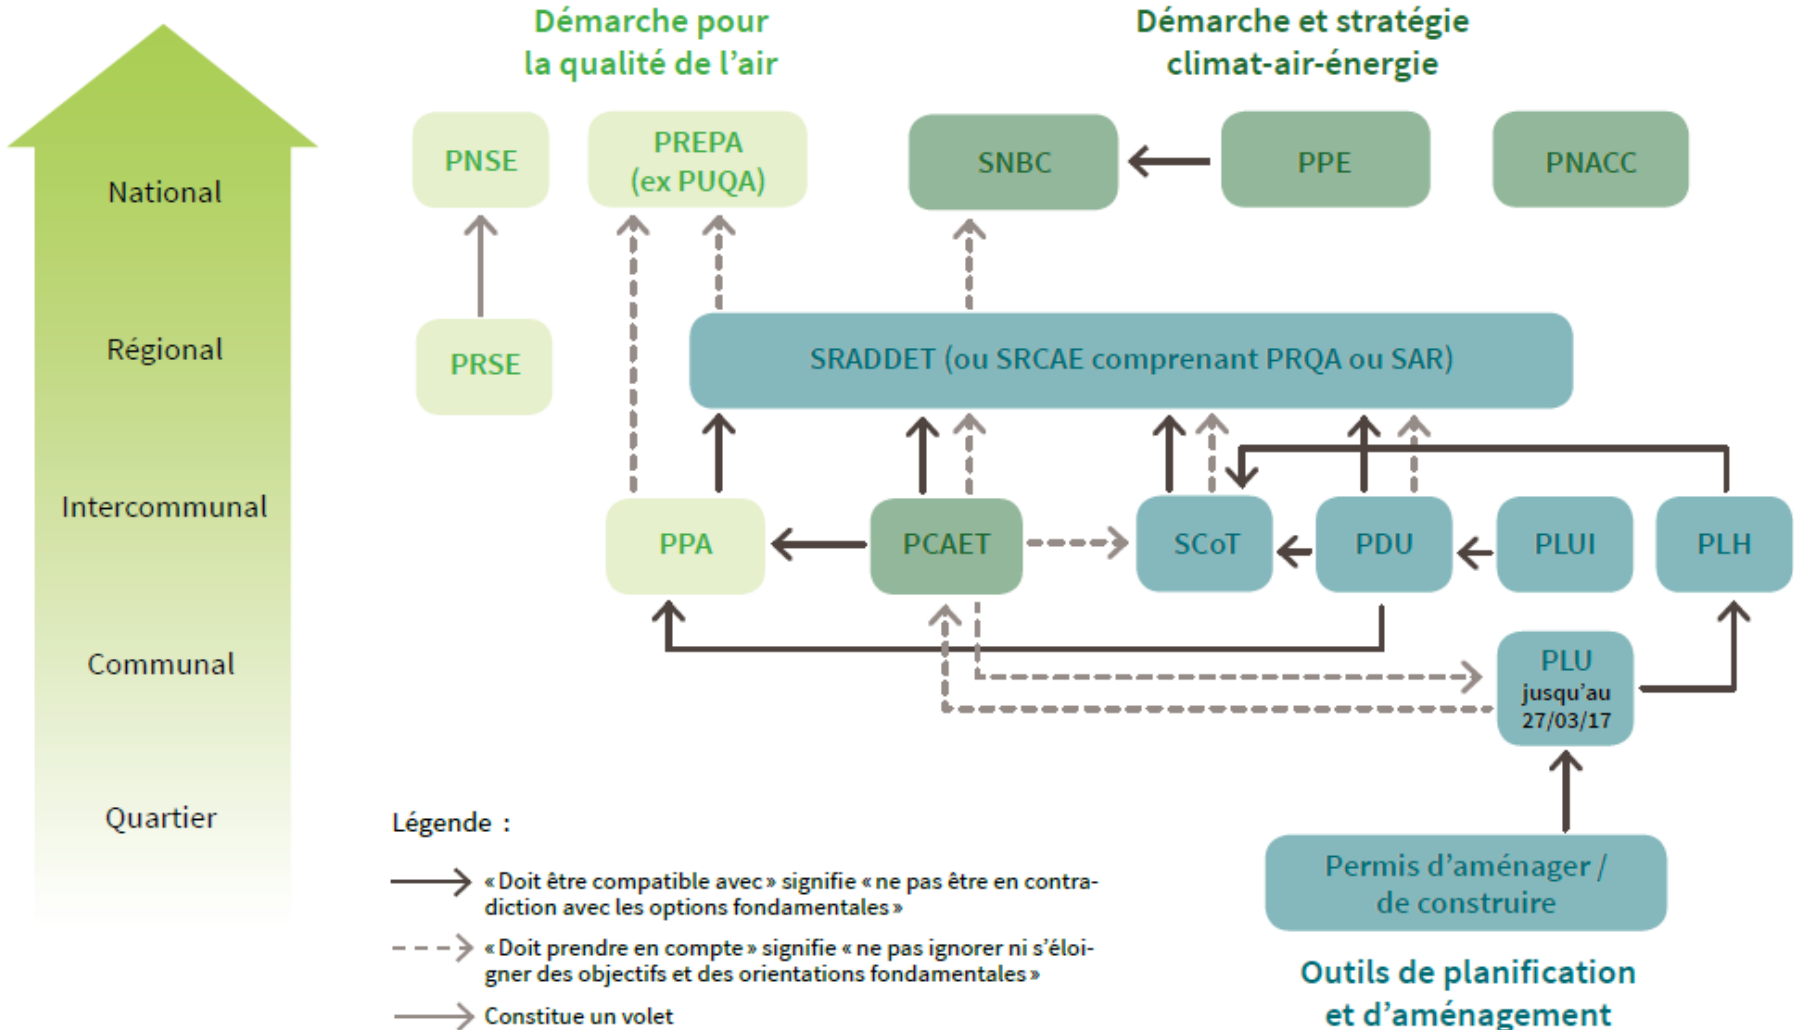 Démarche pour
la qualité de l’air
Démarche et stratégie
climat-air-énergie
National
PNSE
PREPA
(ex PUQA)
SNBC
PPE
PNACC
Régional
PRSE
SRADDET (ou SRCAE comprenant PRQA ou SAR)
Intercommunal
PPA
PCAET
SCoT
PDU
PLUI
PLH
Communal
PLU
jusqu’au
27/03/17
Quartier
Permis d’aménager /
de construire
Outils de planification
et d’aménagement
Légende :
« Doit être compatible avec » signifie « ne pas être en contra-
diction avec les options fondamentales »
« Doit prendre en compte » signifie « ne pas ignorer ni s’éloi-
gner des objectifs et des orientations fondamentales »
Constitue un volet